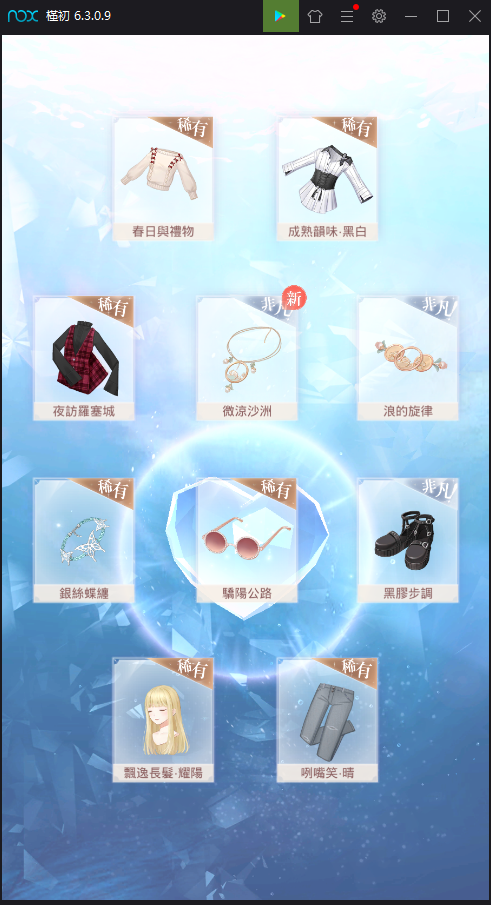 nox 槿初 6.3.0.9
稀有 稀有
春日與禮物 成熟韻味·黑白
稀有 非凡 新 非凡
夜訪羅塞城 微涼沙洲 浪的旋律
稀有 稀有 非凡
銀絲蝶纏 驕陽公路 黑膠步調
稀有 稀有
飄逸長髮·耀陽 咧嘴笑·晴